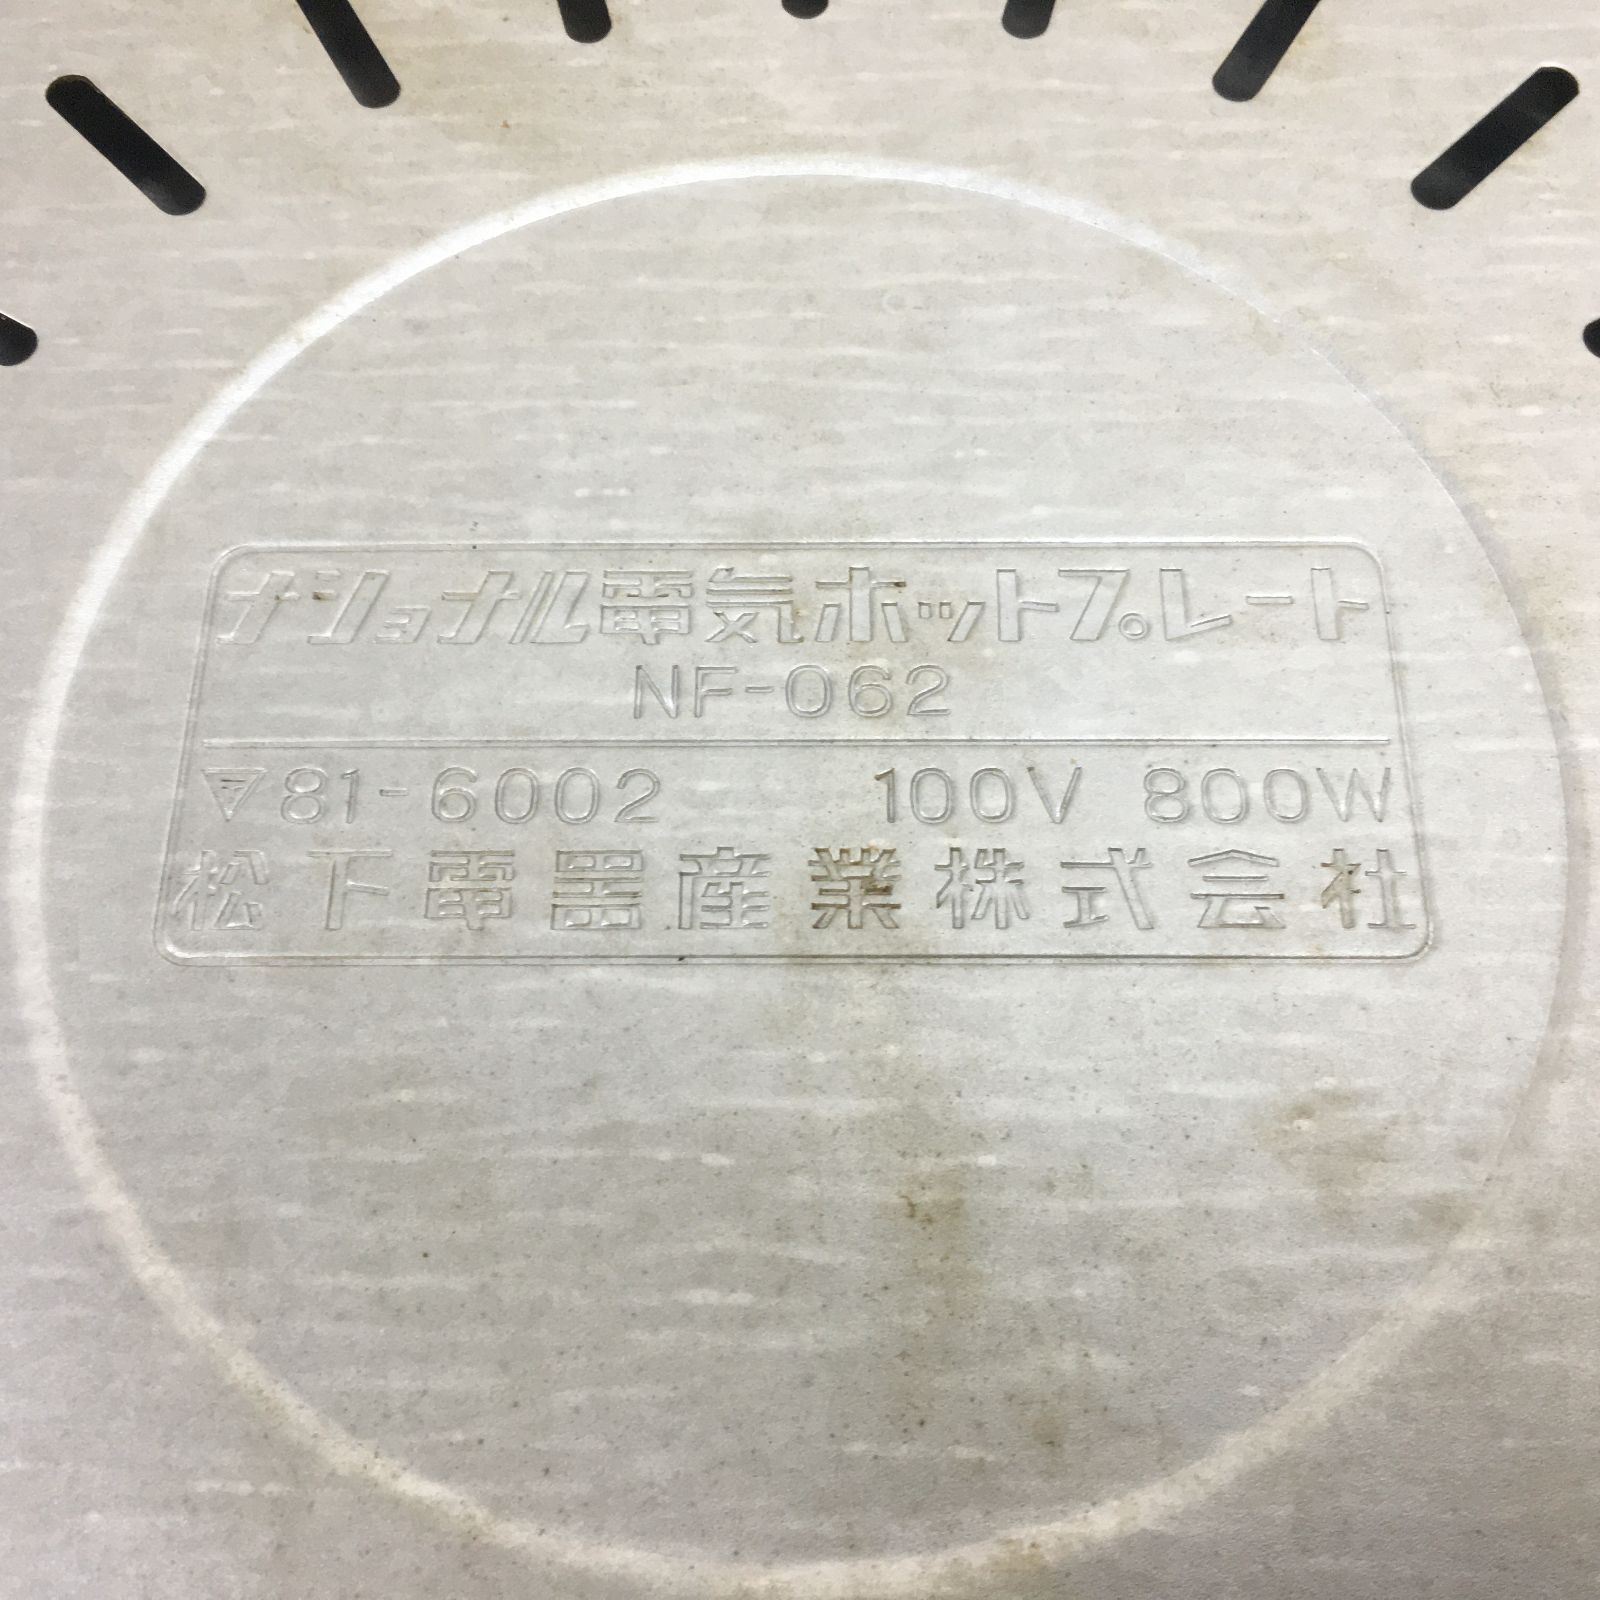 ナショナル電気ホットプレート
NF-062
▽81-6002 100V 800W
松下電器産業株式会社